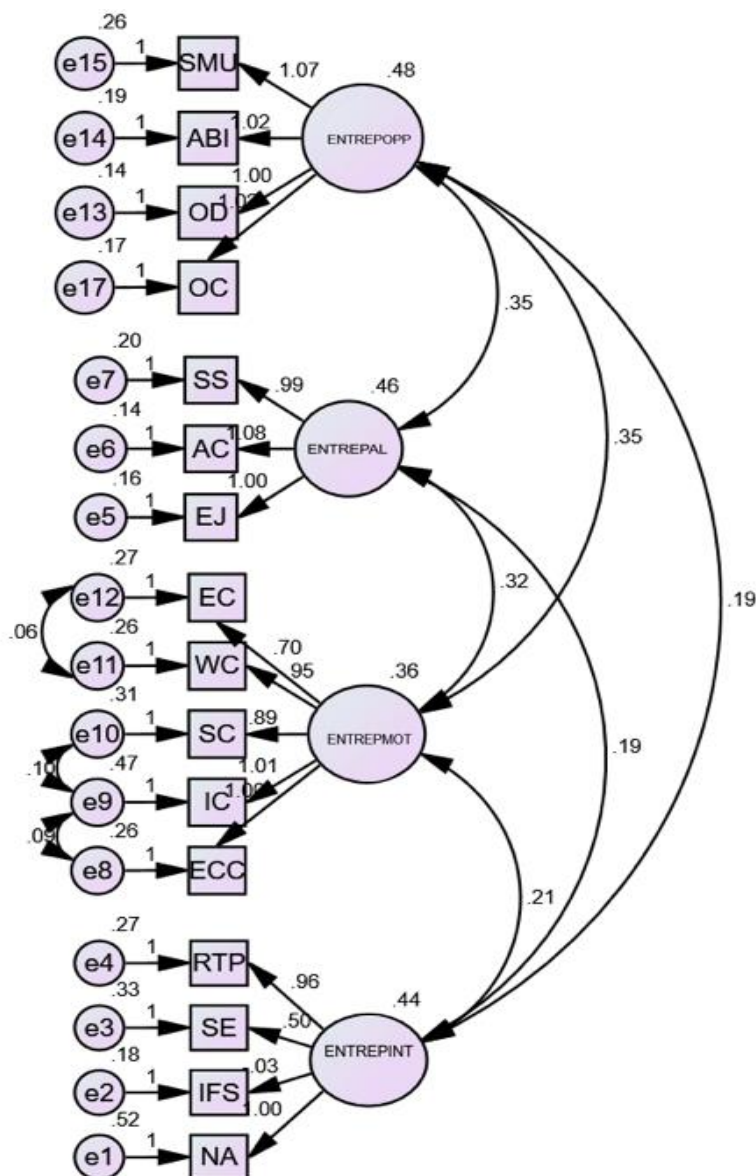 .26
e15 1 SMU 1.07 .48
.19
e14 1 ABI 1.02 ENTREPOPP
.14
e13 1 OD 1.00
.17
e17 1 OC
.35
.20
e7 1 SS .99 .46
.14
e6 1 AC 1.08 ENTREPAL
.35
.16
e5 1 EJ 1.00
.27
e12 1 EC .70
.32
.19
.06
.26
e11 1 WC .95 .36
.31
e10 1 SC .89 ENTREPMOT
.19
.10
.47
e9 1 IC 1.01
.09
.26
e8 1 ECC 1.00
.21
.27
e4 1 RTP .96 .44
.33
e3 1 SE .50 ENTREPINT
.18
e2 1 IFS 1.03
.52
e1 1 NA 1.00